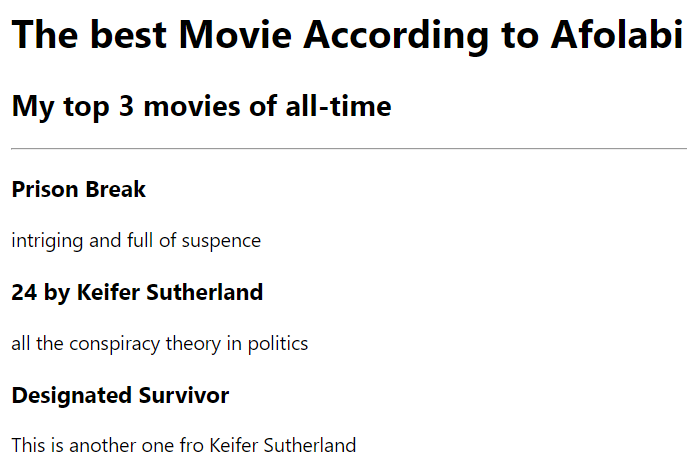 The best Movie According to Afolabi
My top 3 movies of all-time
Prison Break
intriging and full of suspence
24 by Keifer Sutherland
all the conspiracy theory in politics
Designated Survivor
This is another one fro Keifer Sutherland